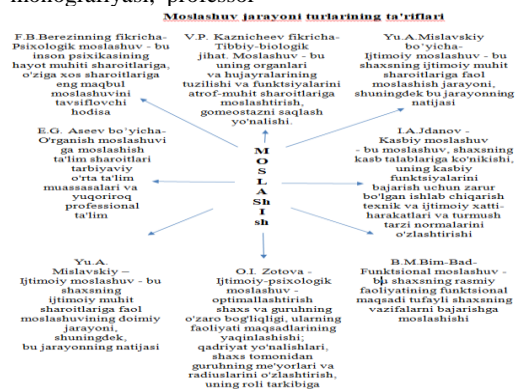 monografiyasi, professor
Moslashuv jarayoni turlarining ta'riflari
F.B.Berezinning fikricha-
Psixologik moslashuv - bu
inson psixikasining
hayot muhiti sharoitlariga,
o'ziga xos sharoitlariga
eng maqbul
moslashuvini
tavsiflovchi
hodisa
V.P. Kaznicheev fikricha-
Tibbiy-biologik
jihat. Moslashuv - bu
uning organlari
va hujayralarining
tuzilishi va funktsiyalarini
atrof-muhit sharoitlariga
moslashtirish,
gomeostazni saqlash
yo'nalishi.
Yu.A.Mislavskiy
bo'yicha-
Ijtimoiy moslashuv - bu
shaxsning ijtimoiy muhit
sharoitlariga faol
moslashish jarayoni,
shuningdek bu jarayonning
natijasi
E.G. Aseev bo'yicha-
O'rganish moslashuvi
ga moslashish
ta'lim sharoitlari
tarbiyaviy
o'rta ta'lim
muassasalari va
yuqoriroq
professional
ta'lim
M
O
S
L
A
Sh
I
sh
I.A.Jdanov -
Kasbiy moslashuv
- bu moslashuv, shaxsning
kasb talablariga ko'nikishi,
uning kasbiy
funktsiyalarini
bajarish uchun zarur
bo'lgan ishlab chiqarish
texnik va ijtimoiy xatti-
harakatlari va turmush
tarzi normalarini
o'zlashtirishi
Yu.A.
Mislavskiy –
Ijtimoiy moslashuv - bu
shaxsning
ijtimoiy muhit
sharoitlariga faol
moslashuvining doimiy
jarayoni,
shuningdek,
bu jarayonning natijasi
O.I. Zotova -
Ijtimoiy-psixologik
moslashuv -
optimallashtirish
shaxs va guruhning
o'zaro bog'liqligi, ularning
faoliyati maqsadlarining
yaqinlashishi;
qadriyat yo'nalishlari,
shaxs tomonidan
guruhning me'yorlari va
radiuslarini o'zlashtirish,
uning roli tarkibiga
B.M.Bim-Bad-
Funktsional moslashuv -
bu shaxsning rasmiy
faoliyatining funktsional
maqsadi tufayli shaxsning
vazifalarni bajarishga
moslashishi